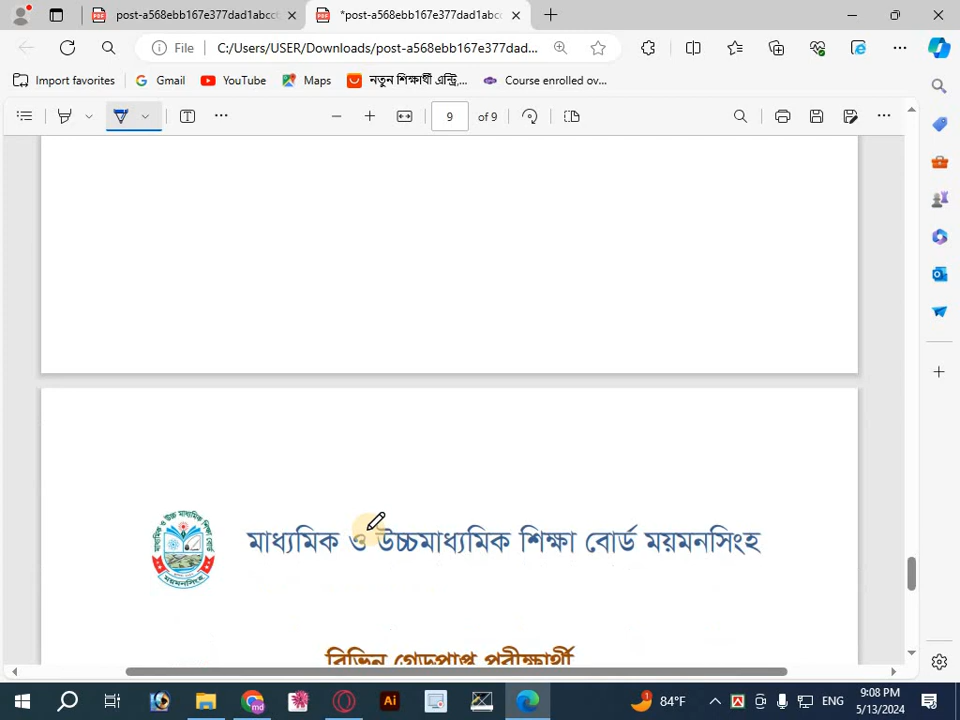 post-a568ebb167e377dad1abcc
*post-a568ebb167e377dad1abcc
File
C:/Users/USER/Downloads/post-a568ebb167e377dad...
Import favorites
Gmail
YouTube
Maps
নতুন শিক্ষার্থী এন্ট্রি,...
Course enrolled ov...
9 of 9
মাধ্যমিক ও উচ্চমাধ্যমিক শিক্ষা বোর্ড ময়মনসিংহ
বিভিন্ন গ্রেডপ্রাপ্ত পরীক্ষার্থী
84°F
ENG
9:08 PM
5/13/2024